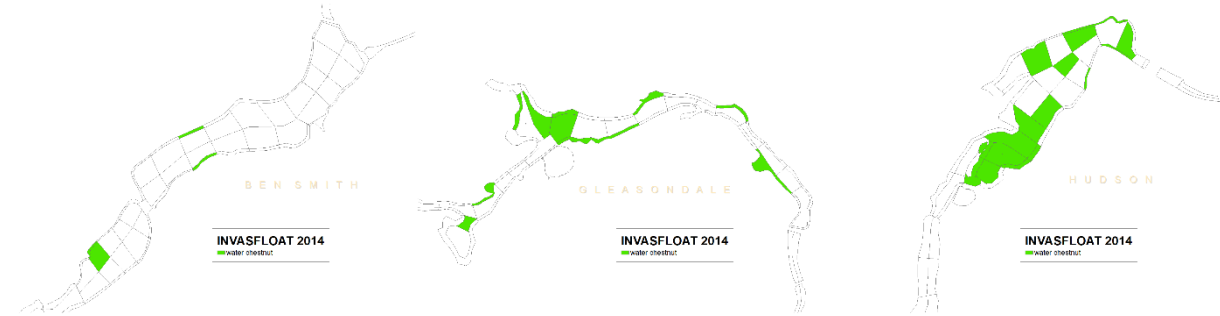 BEN SMITH
INVASFLOAT 2014
water chestnut
GLEASONDALE
INVASFLOAT 2014
water chestnut
HUDSON
INVASFLOAT 2014
water chestnut